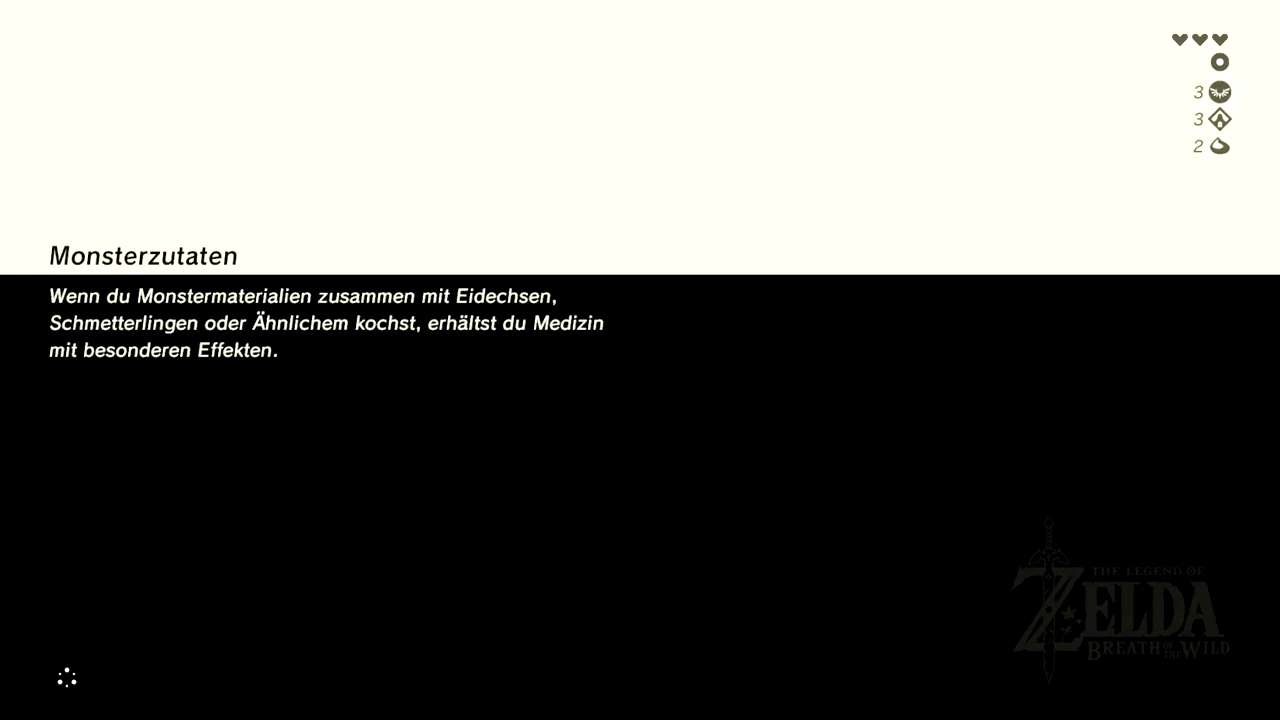 3
3
2
Monsterzutaten
Wenn du Monstermaterialien zusammen mit Eidechsen,
Schmetterlingen oder Ähnlichem kochst, erhältst du Medizin
mit besonderen Effekten.
THE LEGEND OF
ZELDA
BREATH OF THE WILD